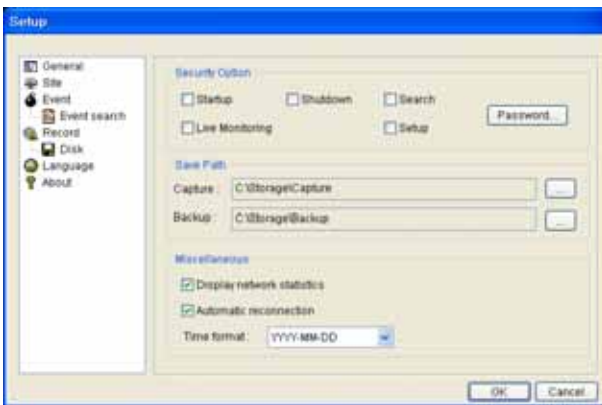 Setup
General
Site
Event
Event search
Record
Disk
Language
About
Security Option
Startup
Shutdown
Search
Password...
Live Monitoring
Setup
Save Path
Capture : C:\Storage\Capture ...
Backup : C:\Storage\Backup ...
Miscellaneous
Display network statistics
Automatic reconnection
Time format : YYYY-MM-DD
OK Cancel